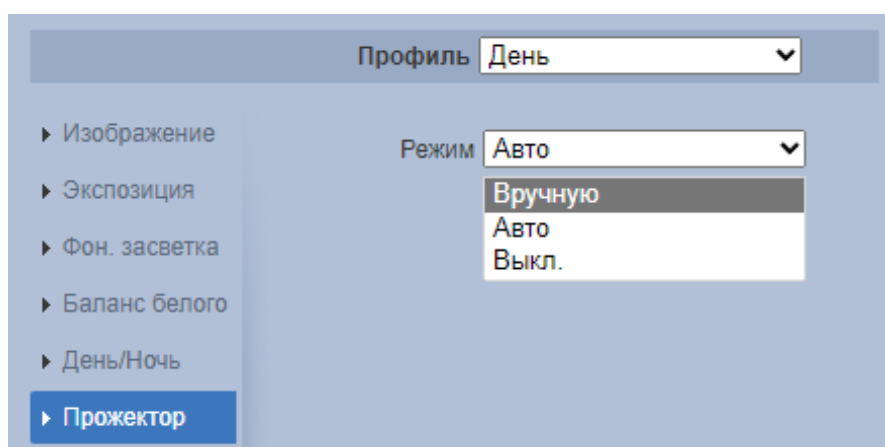 Профиль День
Изображение
Режим Авто
Экспозиция
Вручную
Авто
Фон. засветка
Выкл.
Баланс белого
День/Ночь
Прожектор